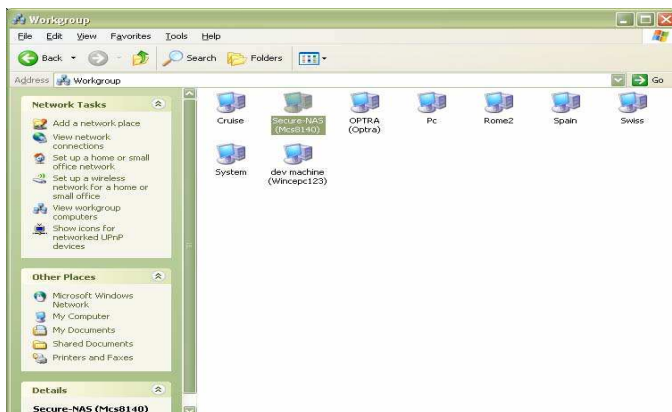 Workgroup
File Edit View Favorites Tools Help
Back Search Folders
Address Workgroup Go
Network Tasks
Add a network place
View network
connections
Set up a home or small
office network
Set up a wireless
network for a home or
small office
View workgroup
computers
Show icons for
networked UPnP
devices
Other Places
Microsoft Windows
Network
My Computer
My Documents
Shared Documents
Printers and Faxes
Details
Secure-NAS (Mcs8140)
Cruise
Secure-NAS
(Mcs8140)
OPTRA
(Optra)
Pc
Rome2
Spain
Swiss
System
dev machine
(Wincepc123)